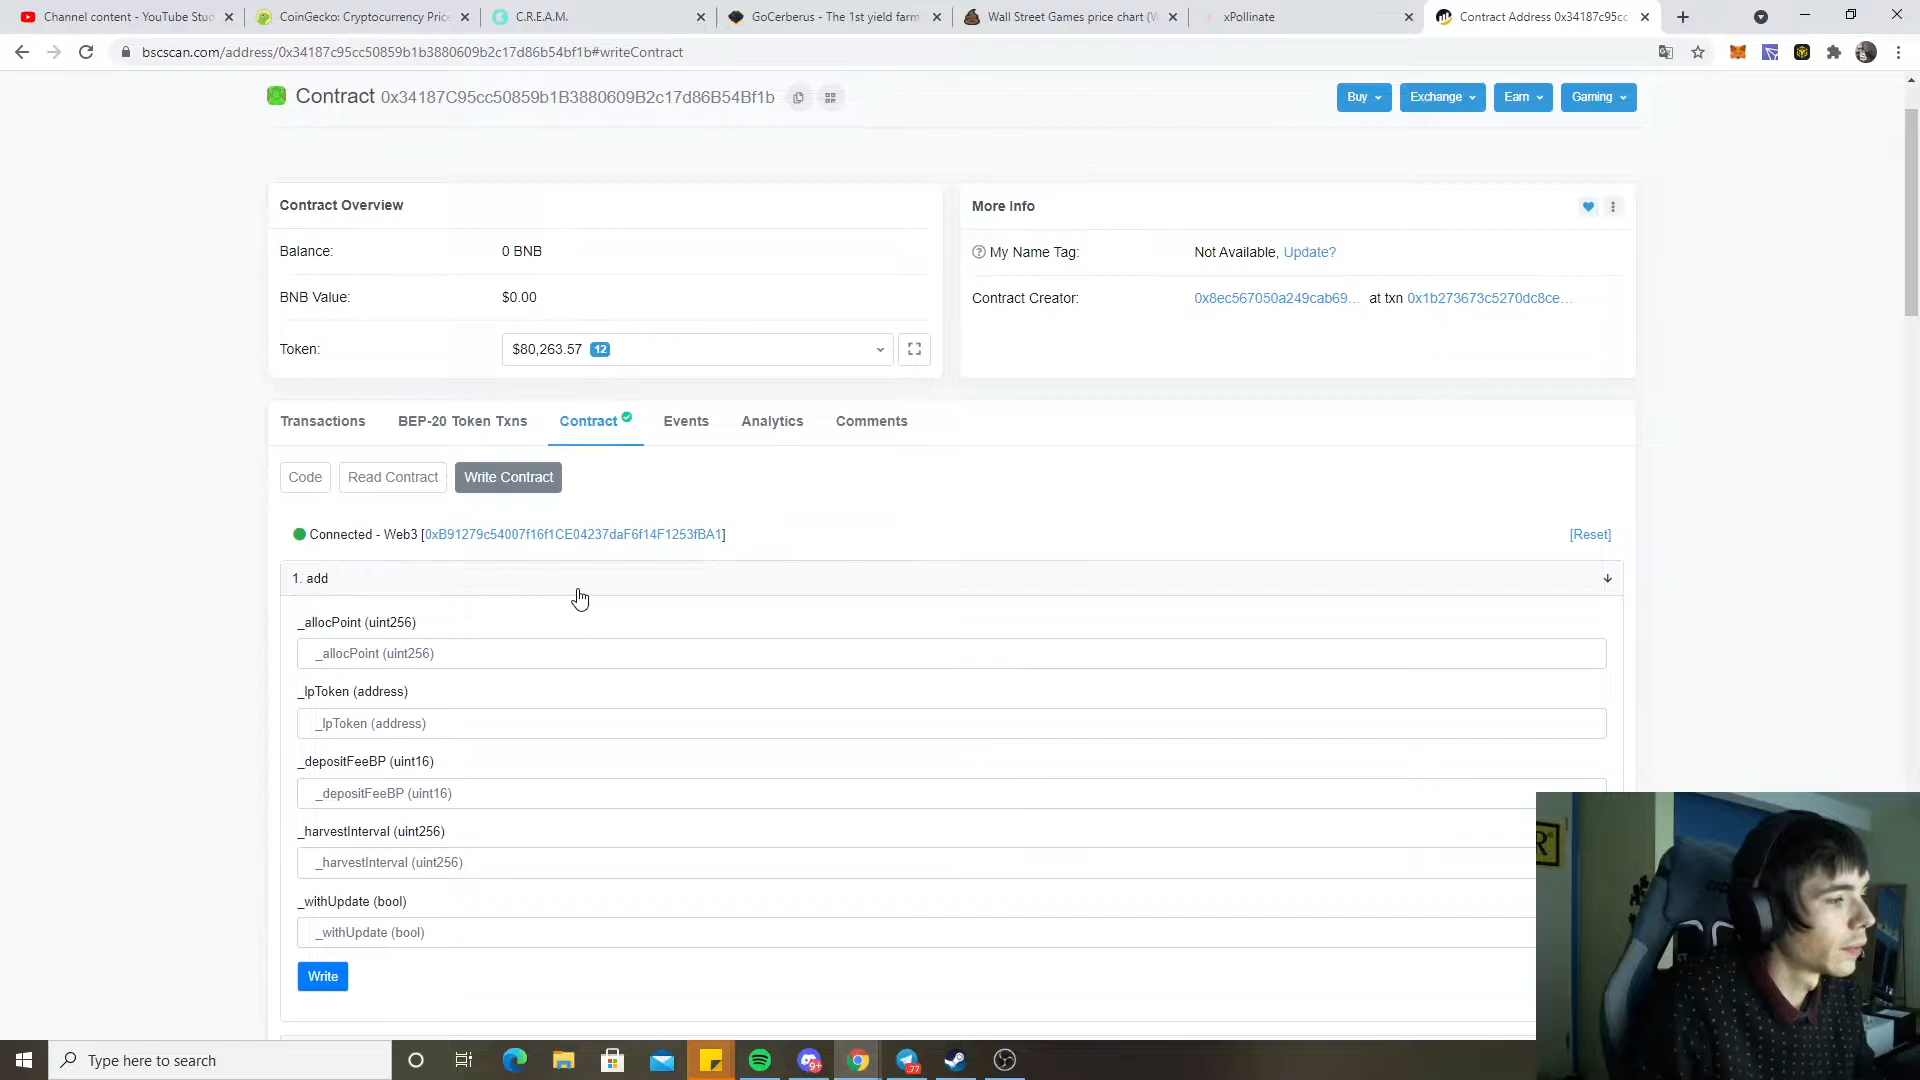 Channel content - YouTube Stud
CoinGecko: Cryptocurrency Price
C.R.E.A.M.
GoCerberus - The 1st yield farm
Wall Street Games price chart (W
xPollinate
Contract Address 0x34187c95cc5
bscscan.com/address/0x34187c95cc50859b1b3880609b2c17d86b54bf1b#writeContract
Contract 0x34187C95cc50859b1B3880609B2c17d86B54Bf1b
Buy
Exchange
Earn
Gaming
Contract Overview
Balance:
0 BNB
BNB Value:
$0.00
Token:
$80,263.57 12
More Info
My Name Tag:
Not Available, Update?
Contract Creator:
0x8ec567050a249cab69... at txn 0x1b273673c5270dc8ce...
Transactions
BEP-20 Token Txns
Contract
Events
Analytics
Comments
Code
Read Contract
Write Contract
Connected - Web3 [0xB91279c54007f16f1CE04237daF6f14F1253fBA1]
[Reset]
1. add
_allocPoint (uint256)
_allocPoint (uint256)
_lpToken (address)
_lpToken (address)
_depositFeeBP (uint16)
_depositFeeBP (uint16)
_harvestInterval (uint256)
_harvestInterval (uint256)
_withUpdate (bool)
_withUpdate (bool)
Write
Type here to search
9+
77